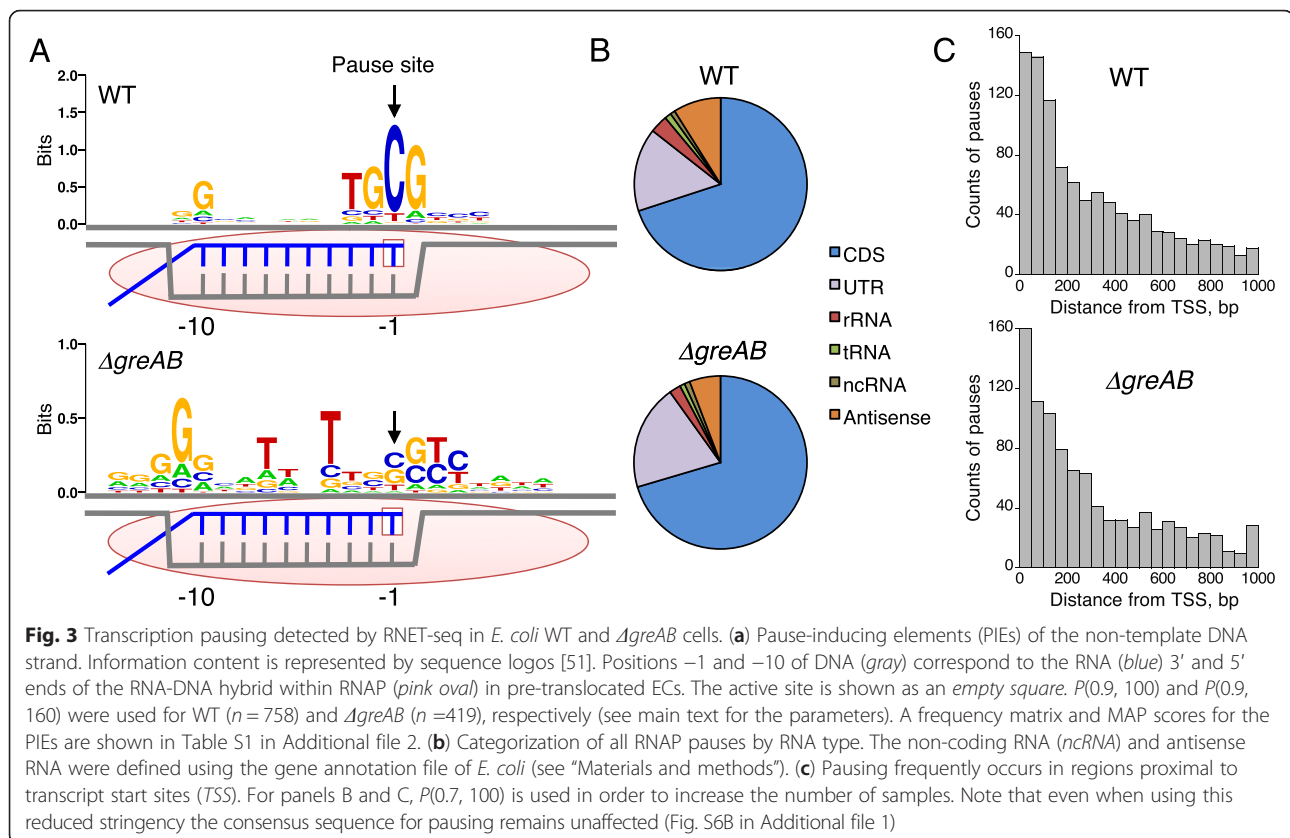 A
B
C
Pause site
WT
2.0
1.5
1.0
0.5
0.0
Bits
TGCG
G
-10
-1
ΔgreAB
1.0
0.5
0.0
Bits
-10
-1
WT
CDS
UTR
rRNA
tRNA
ncRNA
Antisense
ΔgreAB
WT
160
120
80
40
0
Counts of pauses
0 200 400 600 800 1000
Distance from TSS, bp
ΔgreAB
160
120
80
40
0
Counts of pauses
0 200 400 600 800 1000
Distance from TSS, bp
Fig. 3 Transcription pausing detected by RNET-seq in E. coli WT and ΔgreAB cells. (a) Pause-inducing elements (PIEs) of the non-template DNA
strand. Information content is represented by sequence logos [51]. Positions −1 and −10 of DNA (gray) correspond to the RNA (blue) 3′ and 5′
ends of the RNA-DNA hybrid within RNAP (pink oval) in pre-translocated ECs. The active site is shown as an empty square. P(0.9, 100) and P(0.9,
160) were used for WT (n = 758) and ΔgreAB (n =419), respectively (see main text for the parameters). A frequency matrix and MAP scores for the
PIEs are shown in Table S1 in Additional file 2. (b) Categorization of all RNAP pauses by RNA type. The non-coding RNA (ncRNA) and antisense
RNA were defined using the gene annotation file of E. coli (see “Materials and methods”). (c) Pausing frequently occurs in regions proximal to
transcript start sites (TSS). For panels B and C, P(0.7, 100) is used in order to increase the number of samples. Note that even when using this
reduced stringency the consensus sequence for pausing remains unaffected (Fig. S6B in Additional file 1)